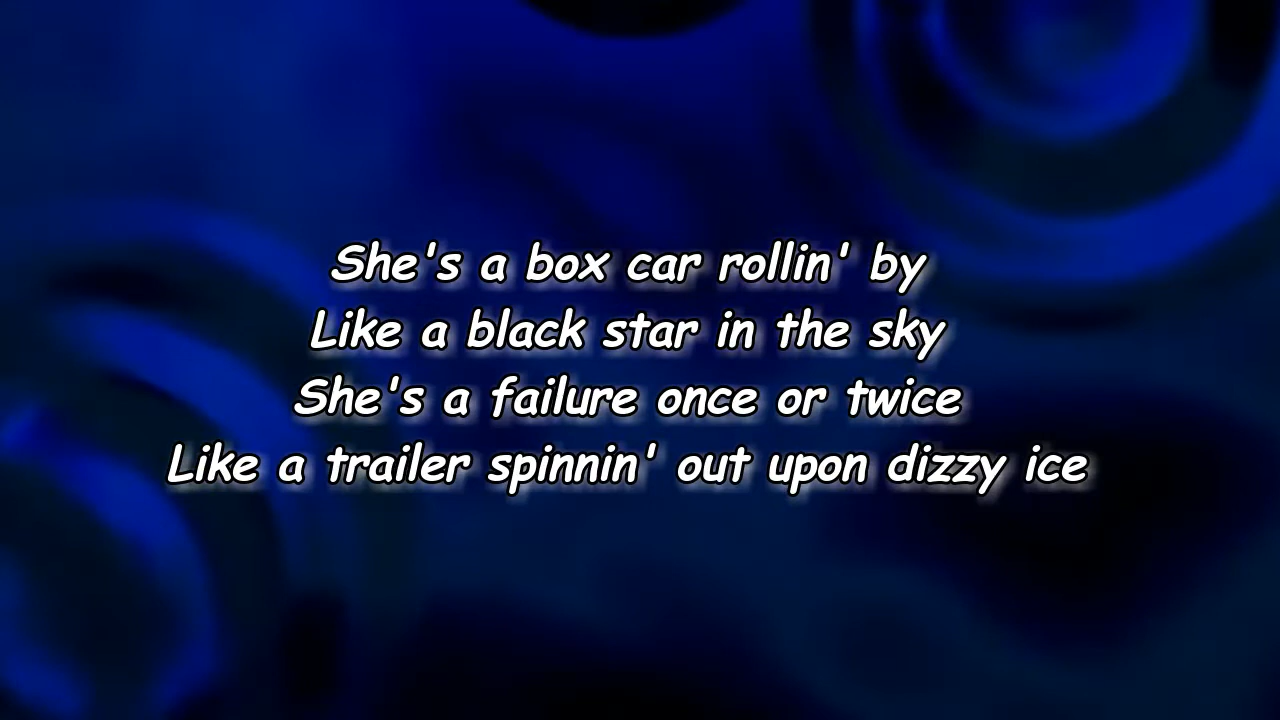 She's a box car rollin' by
Like a black star in the sky
She's a failure once or twice
Like a trailer spinnin' out upon dizzy ice